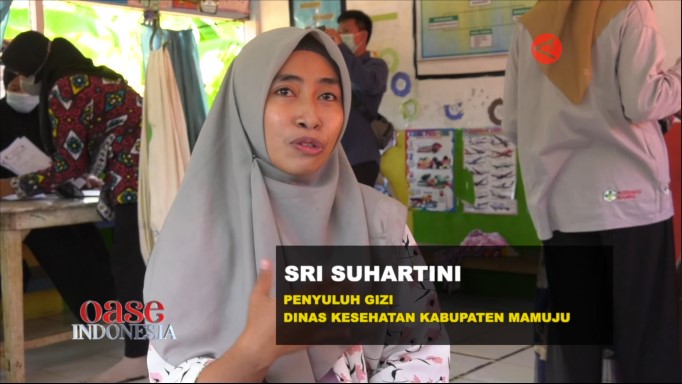 SRI SUHARTINI
PENYULUH GIZI
DINAS KESEHATAN KABUPATEN MAMUJU
Oase
INDONESIA